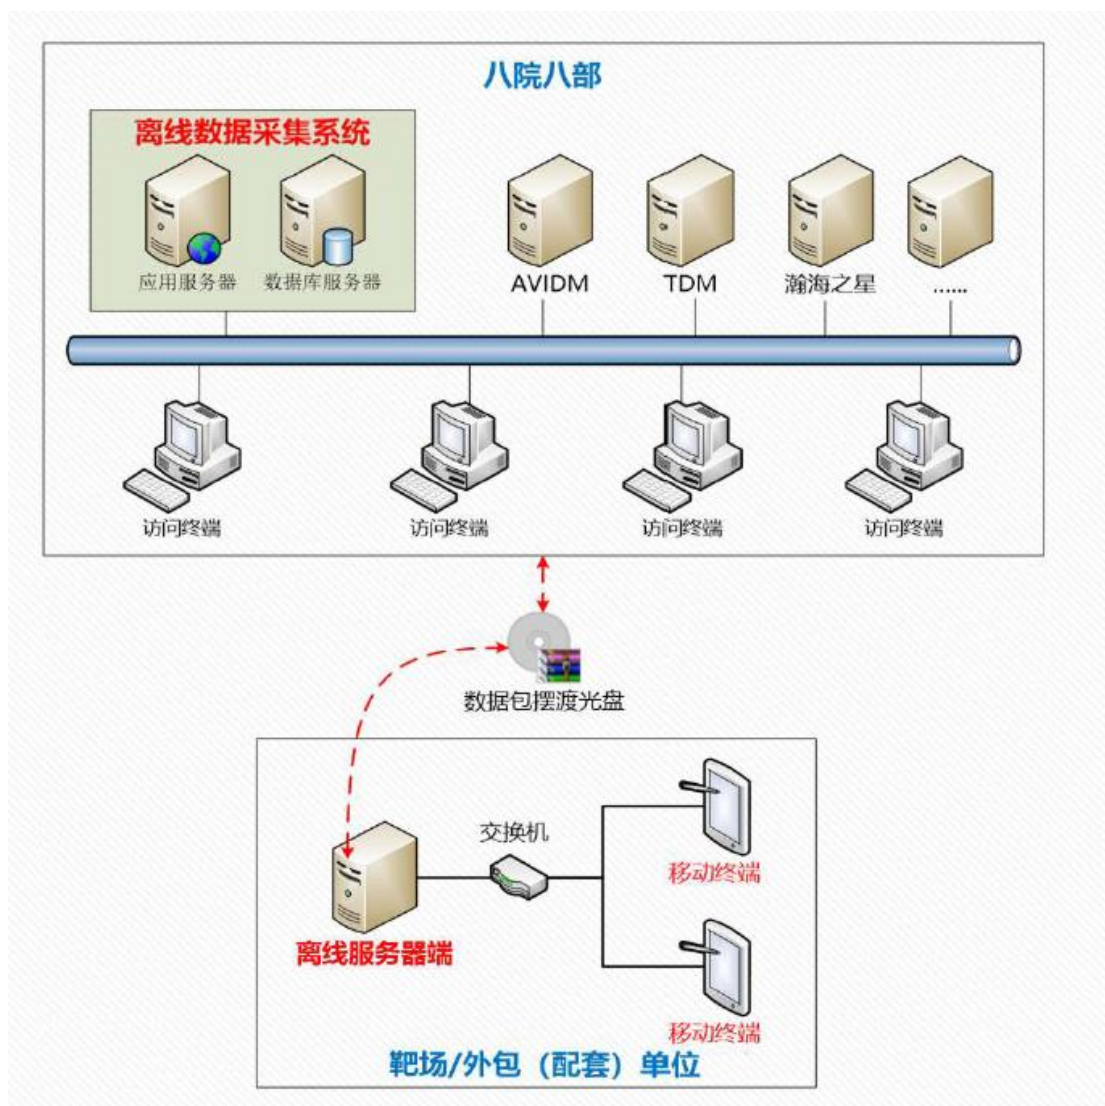 八院八部
离线数据采集系统
应用服务器
数据库服务器
AVIDM
TDM
瀚海之星
......
访问终端
访问终端
访问终端
访问终端
数据包摆渡光盘
交换机
移动终端
离线服务器端
移动终端
靶场/外包（配套）单位